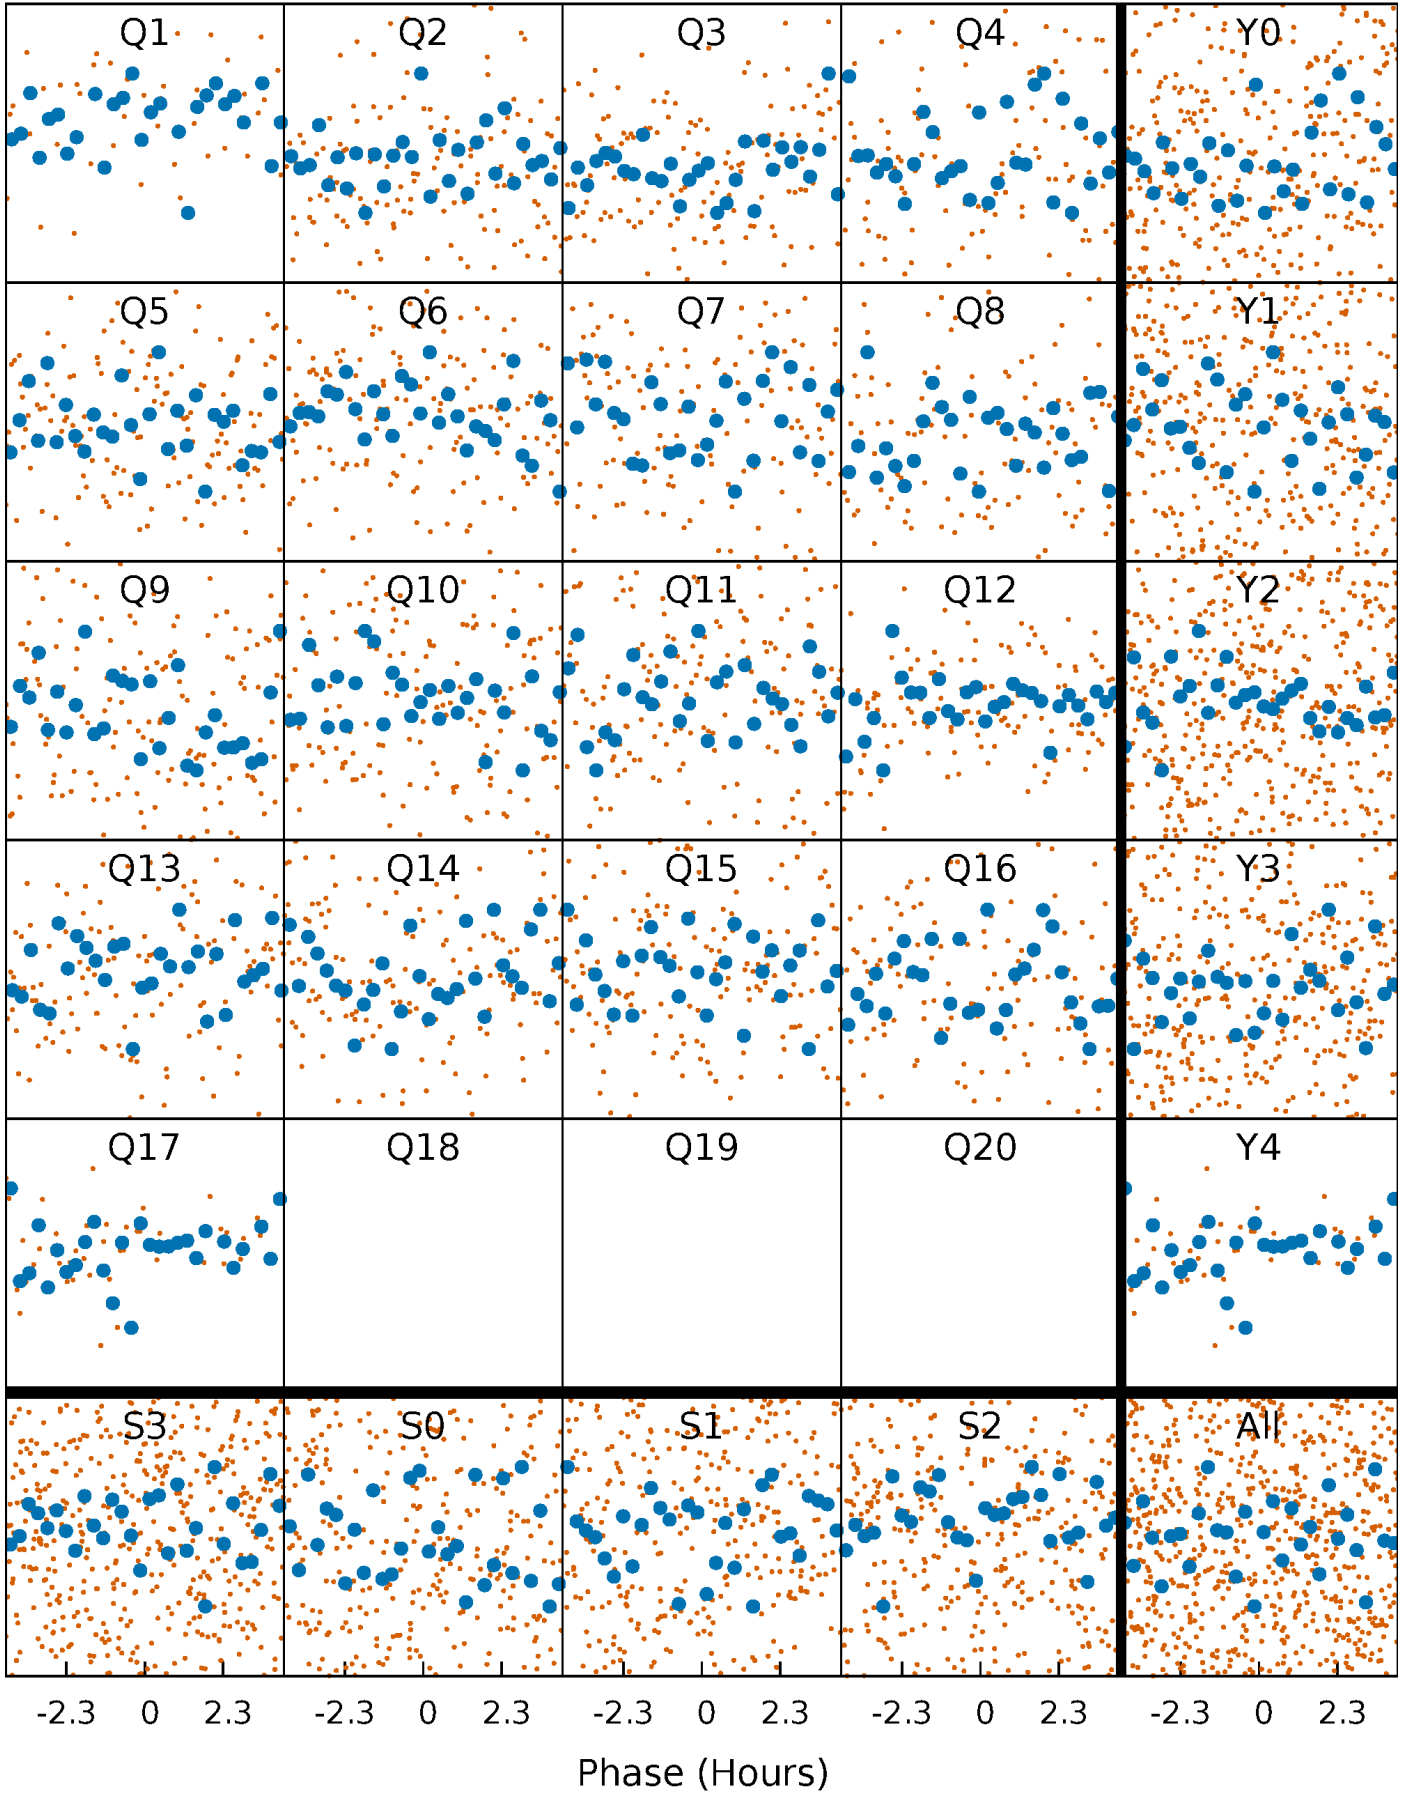 Q1 Q2 Q3 Q4 Y0
Q5 Q6 Q7 Q8 Y1
Q9 Q10 Q11 Q12 Y2
Q13 Q14 Q15 Q16 Y3
Q17 Q18 Q19 Q20 Y4
S3 S0 S1 S2 All
-2.3 0 2.3 -2.3 0 2.3 -2.3 0 2.3 -2.3 0 2.3 -2.3 0 2.3
Phase (Hours)